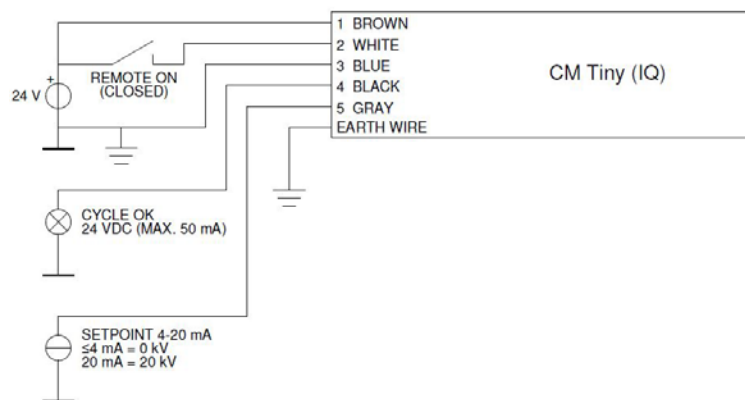 1 BROWN
2 WHITE
3 BLUE
4 BLACK
5 GRAY
EARTH WIRE
CM Tiny (IQ)
REMOTE ON
(CLOSED)
+
24 V
CYCLE OK
24 VDC (MAX. 50 mA)
SETPOINT 4-20 mA
≤4 mA = 0 kV
20 mA = 20 kV